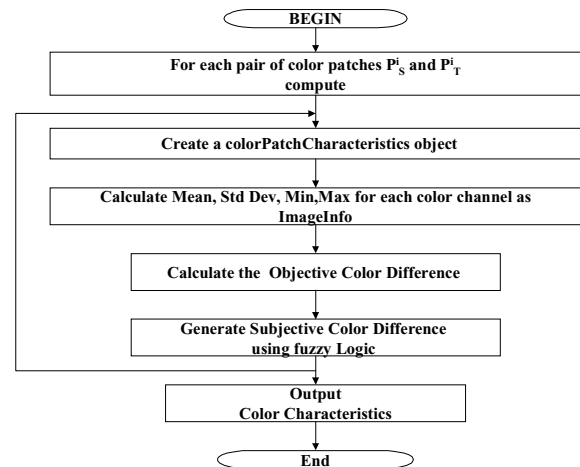 BEGIN
For each pair of color patches PⁱS and PⁱT
compute
Create a colorPatchCharacteristics object
Calculate Mean, Std Dev, Min,Max for each color channel as
ImageInfo
Calculate the Objective Color Difference
Generate Subjective Color Difference
using fuzzy Logic
Output
Color Characteristics
End